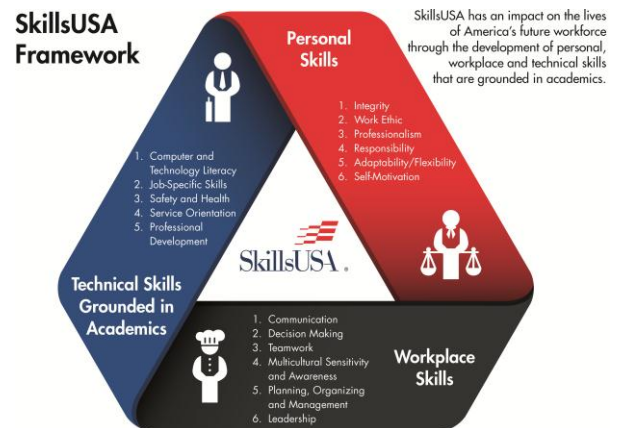 SkillsUSA
Framework
SkillsUSA has an impact on the lives
of America's future workforce
through the development of personal,
workplace and technical skills
that are grounded in academics.
Personal
Skills
1. Integrity
2. Work Ethic
3. Professionalism
4. Responsibility
5. Adaptability/Flexibility
6. Self-Motivation
1. Computer and
Technology Literacy
2. Job-Specific Skills
3. Safety and Health
4. Service Orientation
5. Professional
Development
Technical Skills
Grounded in
Academics
SkillsUSA.
1. Communication
2. Decision Making
3. Teamwork
4. Multicultural Sensitivity
and Awareness
5. Planning, Organizing
and Management
6. Leadership
Workplace
Skills